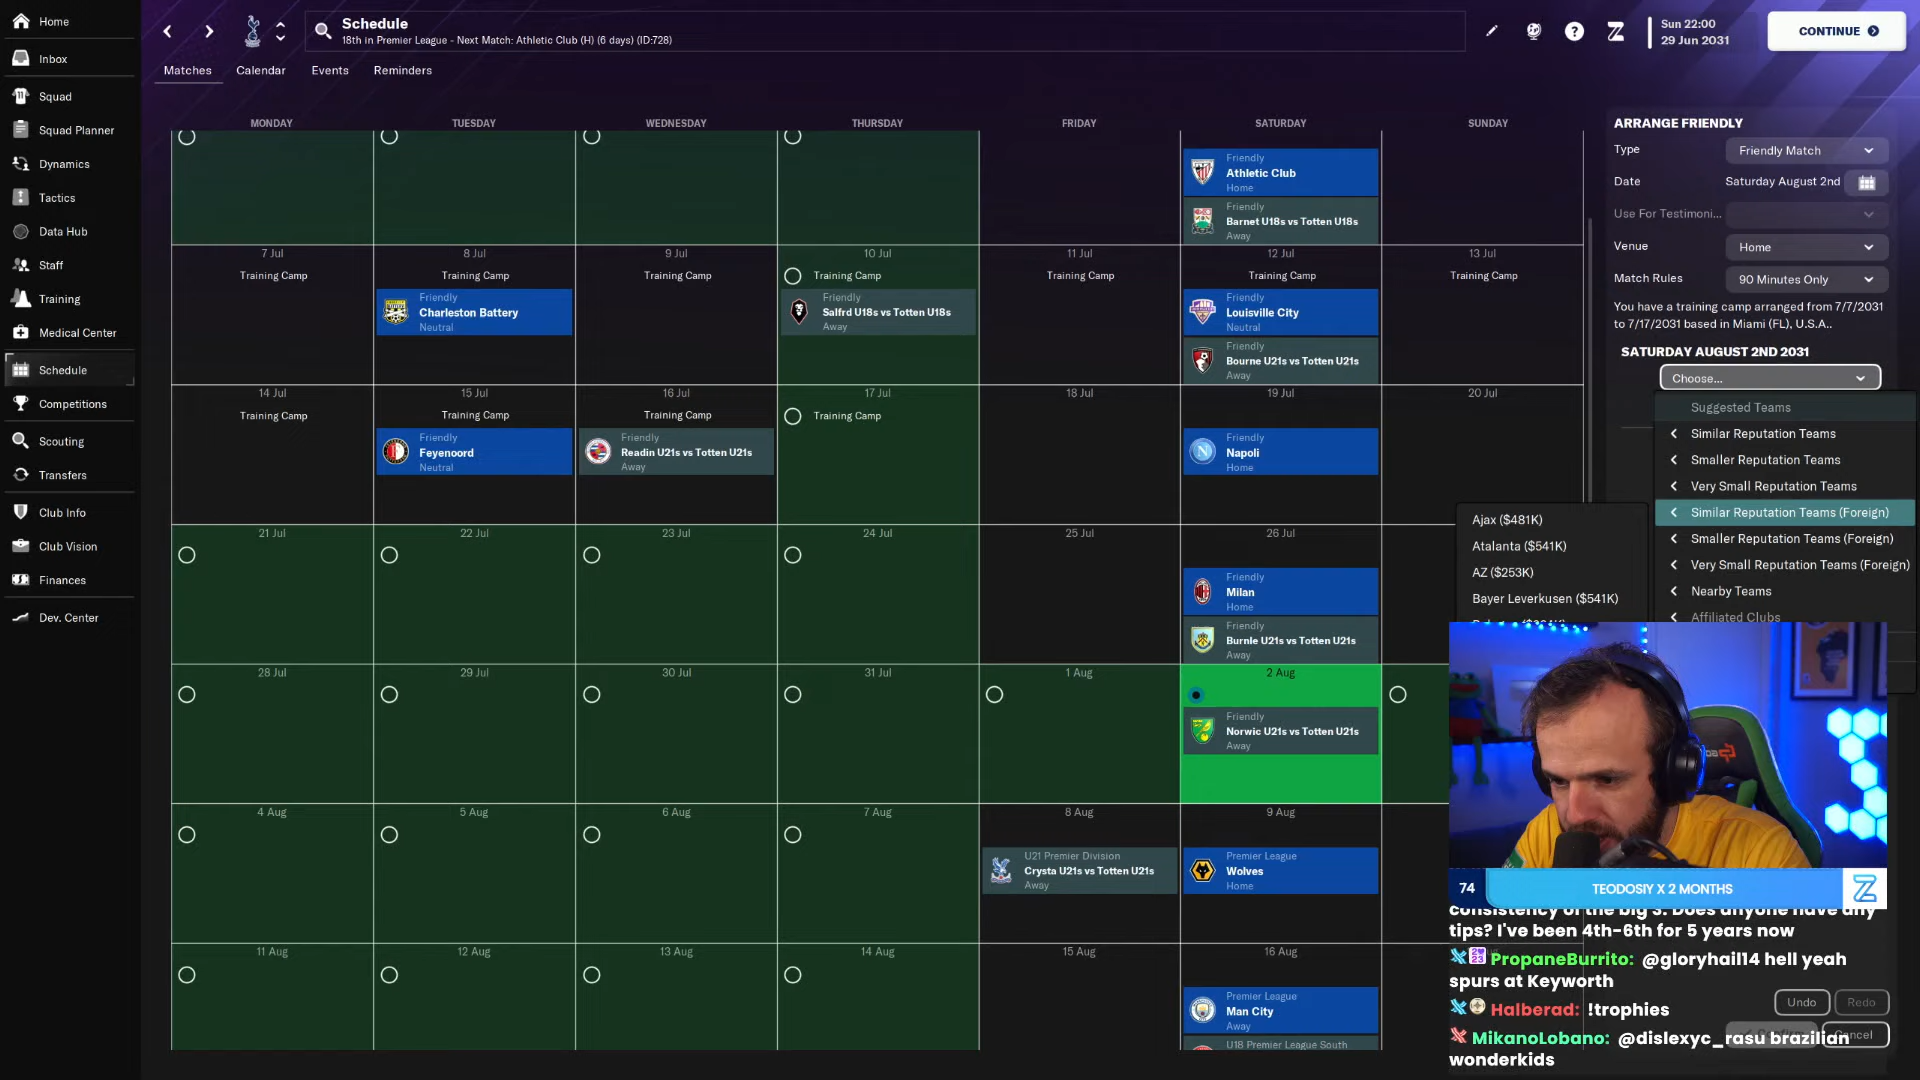 Home
Inbox
Squad
Squad Planner
Dynamics
Tactics
Data Hub
Staff
Training
Medical Center
Schedule
Competitions
Scouting
Transfers
Club Info
Club Vision
Finances
Dev. Center
Schedule
18th in Premier League - Next Match: Athletic Club (H) (6 days) (ID:728)
Sun 22:00
29 Jun 2031
CONTINUE
Matches Calendar Events Reminders
MONDAY TUESDAY WEDNESDAY THURSDAY FRIDAY SATURDAY SUNDAY
Friendly
Athletic Club
Home
Friendly
Barnet U18s vs Totten U18s
Away
7 Jul 8 Jul 9 Jul 10 Jul 11 Jul 12 Jul 13 Jul
Training Camp Training Camp Training Camp Training Camp Training Camp Training Camp Training Camp
Friendly
Charleston Battery
Neutral
Friendly
Salfrd U18s vs Totten U18s
Away
Friendly
Louisville City
Neutral
Friendly
Bourne U21s vs Totten U21s
Away
14 Jul 15 Jul 16 Jul 17 Jul 18 Jul 19 Jul 20 Jul
Training Camp Training Camp Training Camp Training Camp
Friendly
Feyenoord
Neutral
Friendly
Readin U21s vs Totten U21s
Away
Friendly
Napoli
Home
21 Jul 22 Jul 23 Jul 24 Jul 25 Jul 26 Jul
Friendly
Milan
Home
Friendly
Burnle U21s vs Totten U21s
Away
28 Jul 29 Jul 30 Jul 31 Jul 1 Aug 2 Aug
Friendly
Norwic U21s vs Totten U21s
Away
4 Aug 5 Aug 6 Aug 7 Aug 8 Aug 9 Aug
U21 Premier Division
Crysta U21s vs Totten U21s
Away
Premier League
Wolves
Home
11 Aug 12 Aug 13 Aug 14 Aug 15 Aug 16 Aug
Premier League
Man City
Away
U18 Premier League South
ARRANGE FRIENDLY
Type Friendly Match
Date Saturday August 2nd
Use For Testimoni...
Venue Home
Match Rules 90 Minutes Only
You have a training camp arranged from 7/7/2031
to 7/17/2031 based in Miami (FL), U.S.A..
SATURDAY AUGUST 2ND 2031
Choose...
Suggested Teams
Similar Reputation Teams
Smaller Reputation Teams
Very Small Reputation Teams
Similar Reputation Teams (Foreign)
Smaller Reputation Teams (Foreign)
Very Small Reputation Teams (Foreign)
Nearby Teams
Affiliated Clubs
Ajax ($481K)
Atalanta ($541K)
AZ ($253K)
Bayer Leverkusen ($541K)
74 TEODOSIY X 2 MONTHS
consistency of the big 3. Does anyone have any
tips? I've been 4th-6th for 5 years now
PropaneBurrito: @gloryhail14 hell yeah
spurs at Keyworth
Halberad: !trophies
MikanoLobano: @dislexyc_rasu brazilian
wonderkids
Undo Redo
Cancel